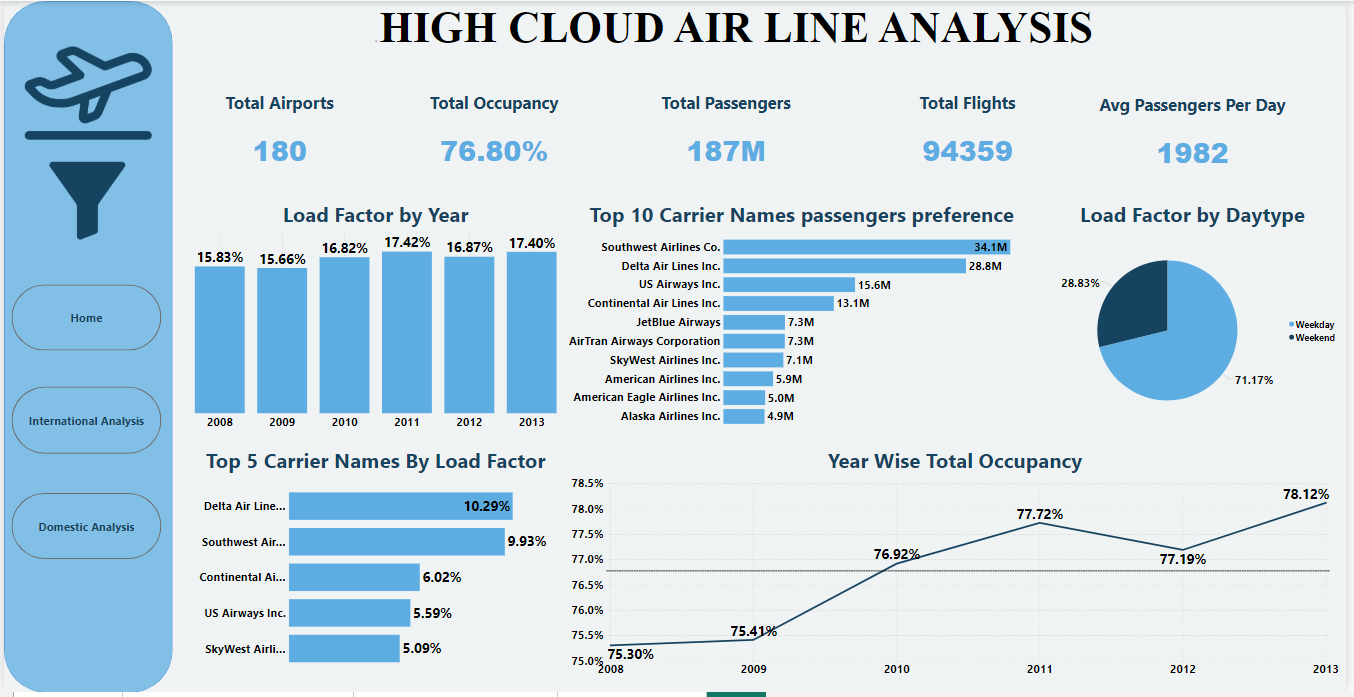 HIGH CLOUD AIR LINE ANALYSIS
Total Airports
180
Total Occupancy
76.80%
Total Passengers
187M
Total Flights
94359
Avg Passengers Per Day
1982
Home
International Analysis
Domestic Analysis
Load Factor by Year
15.83%
15.66%
16.82%
17.42%
16.87%
17.40%
2008
2009
2010
2011
2012
2013
Top 10 Carrier Names passengers preference
Southwest Airlines Co. 34.1M
Delta Air Lines Inc. 28.8M
US Airways Inc. 15.6M
Continental Air Lines Inc. 13.1M
JetBlue Airways 7.3M
AirTran Airways Corporation 7.3M
SkyWest Airlines Inc. 7.1M
American Airlines Inc. 5.9M
American Eagle Airlines Inc. 5.0M
Alaska Airlines Inc. 4.9M
Load Factor by Daytype
28.83%
71.17%
Weekday
Weekend
Top 5 Carrier Names By Load Factor
Delta Air Line... 10.29%
Southwest Air... 9.93%
Continental Ai... 6.02%
US Airways Inc. 5.59%
SkyWest Airli... 5.09%
Year Wise Total Occupancy
78.5%
78.0%
77.5%
77.0%
76.5%
76.0%
75.5%
75.0%
75.30%
75.41%
76.92%
77.72%
77.19%
78.12%
2008
2009
2010
2011
2012
2013